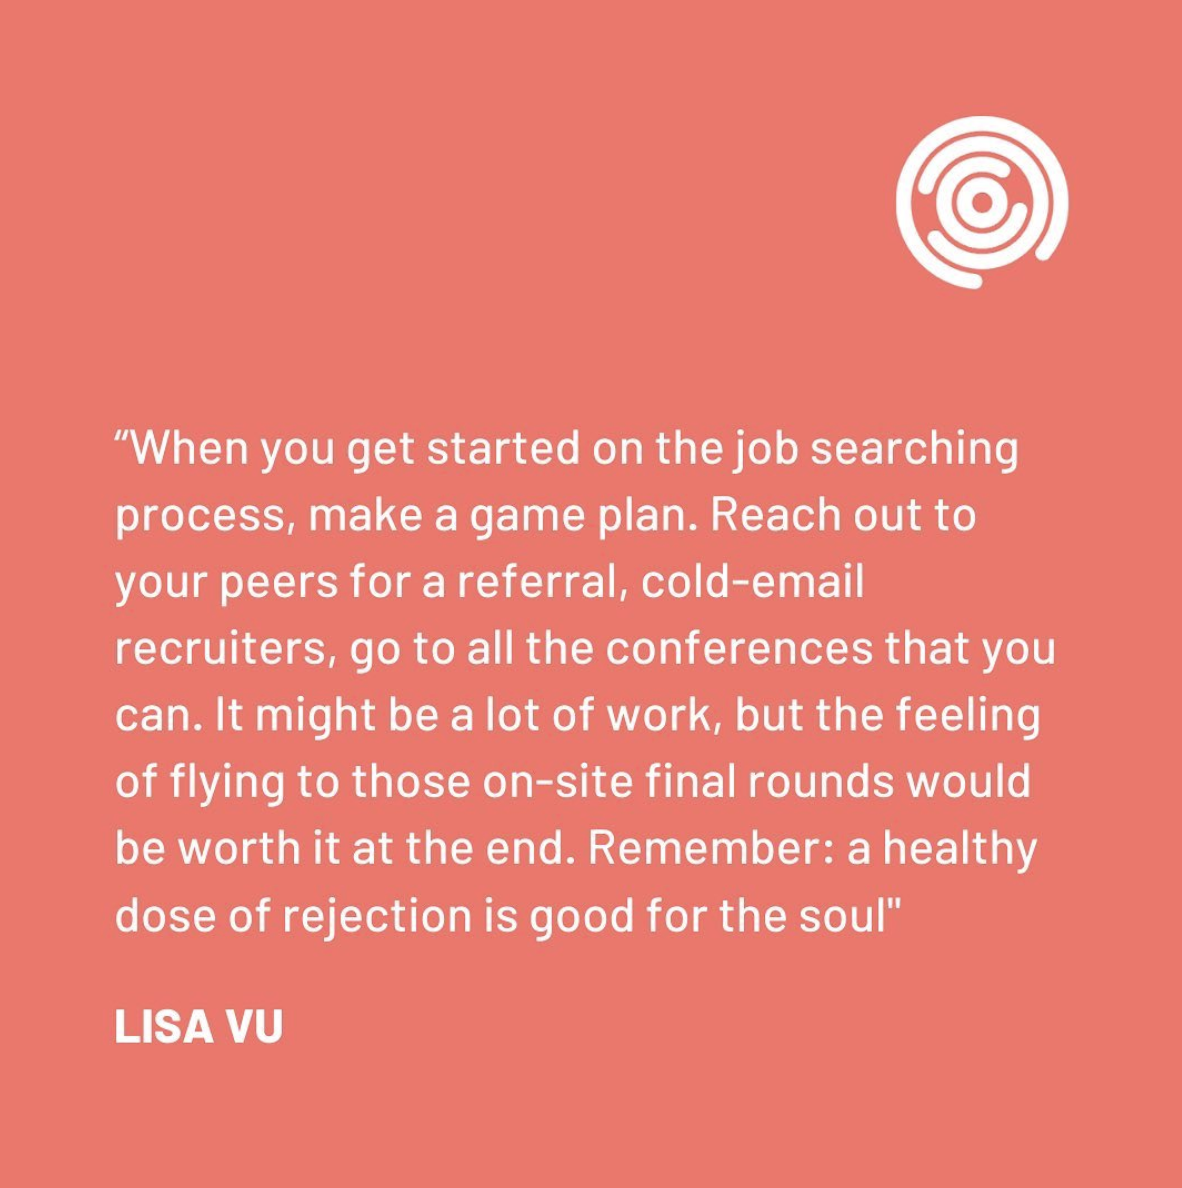 “When you get started on the job searching
process, make a game plan. Reach out to
your peers for a referral, cold-email
recruiters, go to all the conferences that you
can. It might be a lot of work, but the feeling
of flying to those on-site final rounds would
be worth it at the end. Remember: a healthy
dose of rejection is good for the soul"
LISA VU